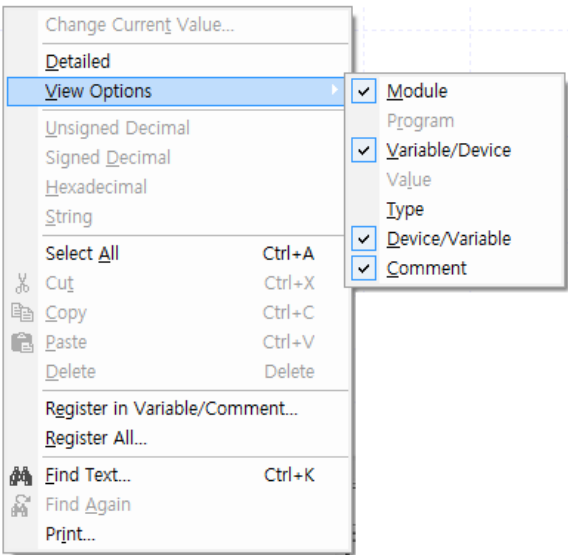 Change Current Value...
Detailed
View Options
Unsigned Decimal
Signed Decimal
Hexadecimal
String
Select All Ctrl+A
Cut Ctrl+X
Copy Ctrl+C
Paste Ctrl+V
Delete Delete
Register in Variable/Comment...
Register All...
Find Text... Ctrl+K
Find Again
Print...
Module
Program
Variable/Device
Value
Type
Device/Variable
Comment